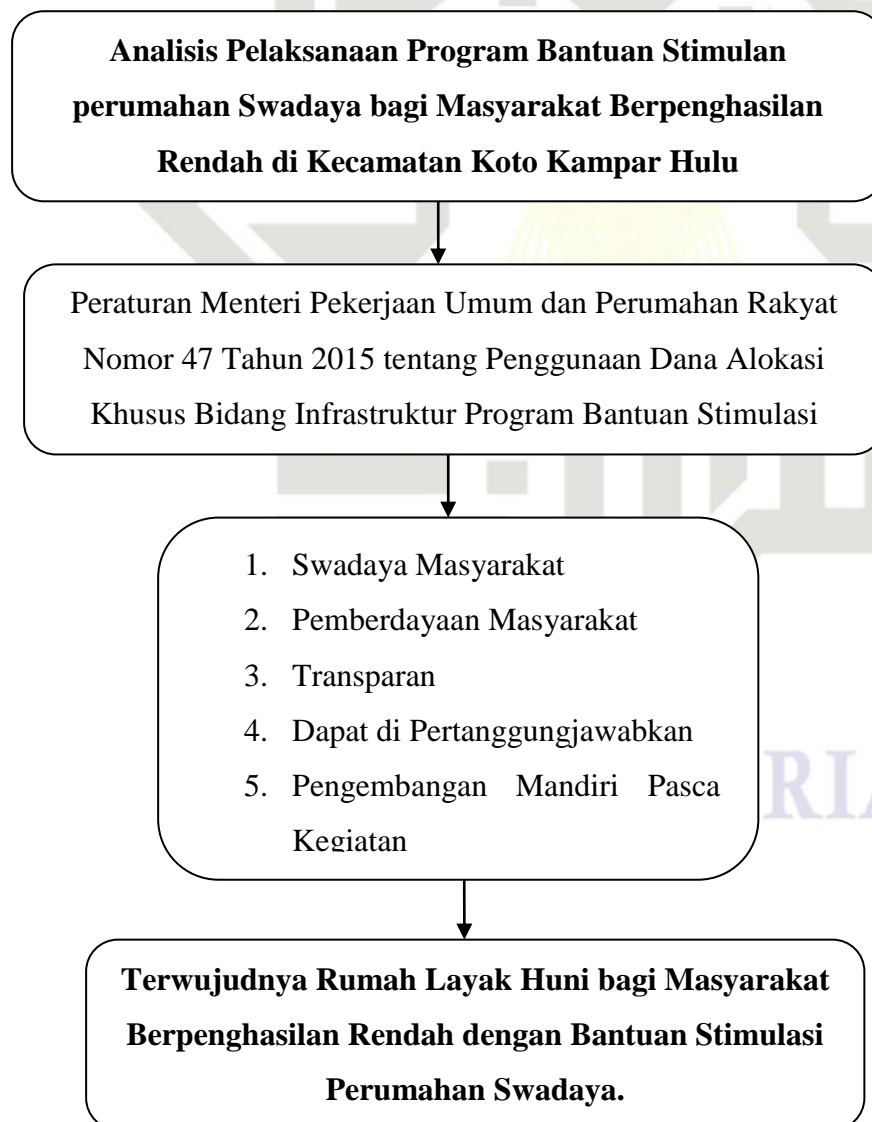 Analisis Pelaksanaan Program Bantuan Stimulan
perumahan Swadaya bagi Masyarakat Berpenghasilan
Rendah di Kecamatan Koto Kampar Hulu
Peraturan Menteri Pekerjaan Umum dan Perumahan Rakyat
Nomor 47 Tahun 2015 tentang Penggunaan Dana Alokasi
Khusus Bidang Infrastruktur Program Bantuan Stimulasi
1. Swadaya Masyarakat
2. Pemberdayaan Masyarakat
3. Transparan
4. Dapat di Pertanggungjawabkan
5. Pengembangan Mandiri Pasca
Kegiatan
RIA
Terwujudnya Rumah Layak Huni bagi Masyarakat
Berpenghasilan Rendah dengan Bantuan Stimulasi
Perumahan Swadaya.